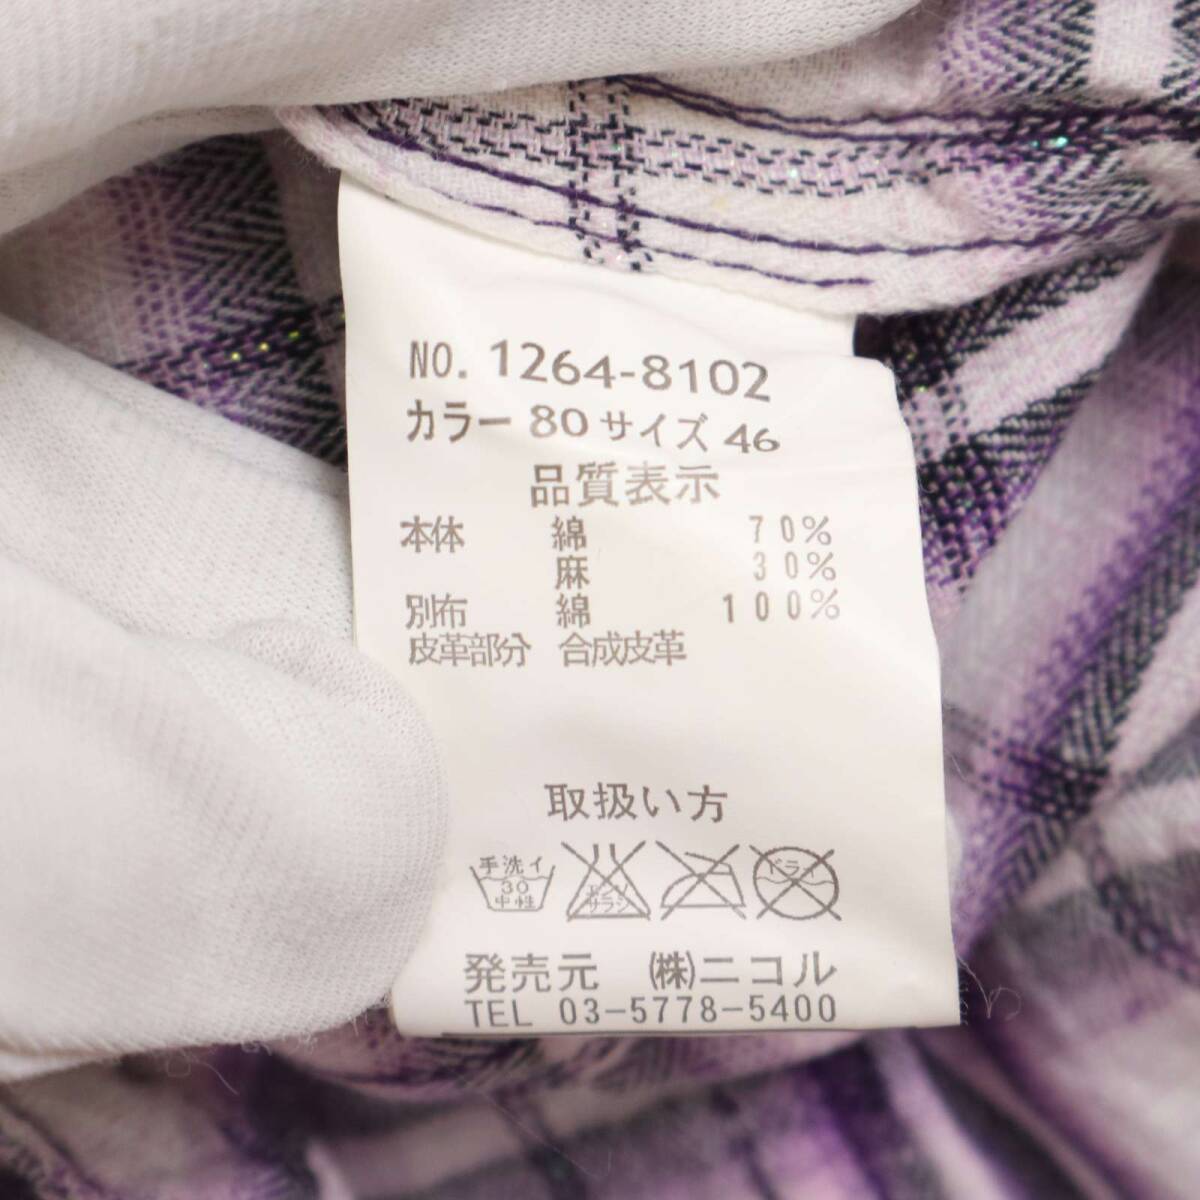 NO. 1264-8102
カラー 80 サイズ 46
品質表示
本体 綿 70%
麻 30%
別布 綿 100%
皮革部分 合成皮革
取扱い方
手洗イ
30
中性
エンソ
サラシ
ドライ
発売元 (株)ニコル
TEL 03-5778-5400